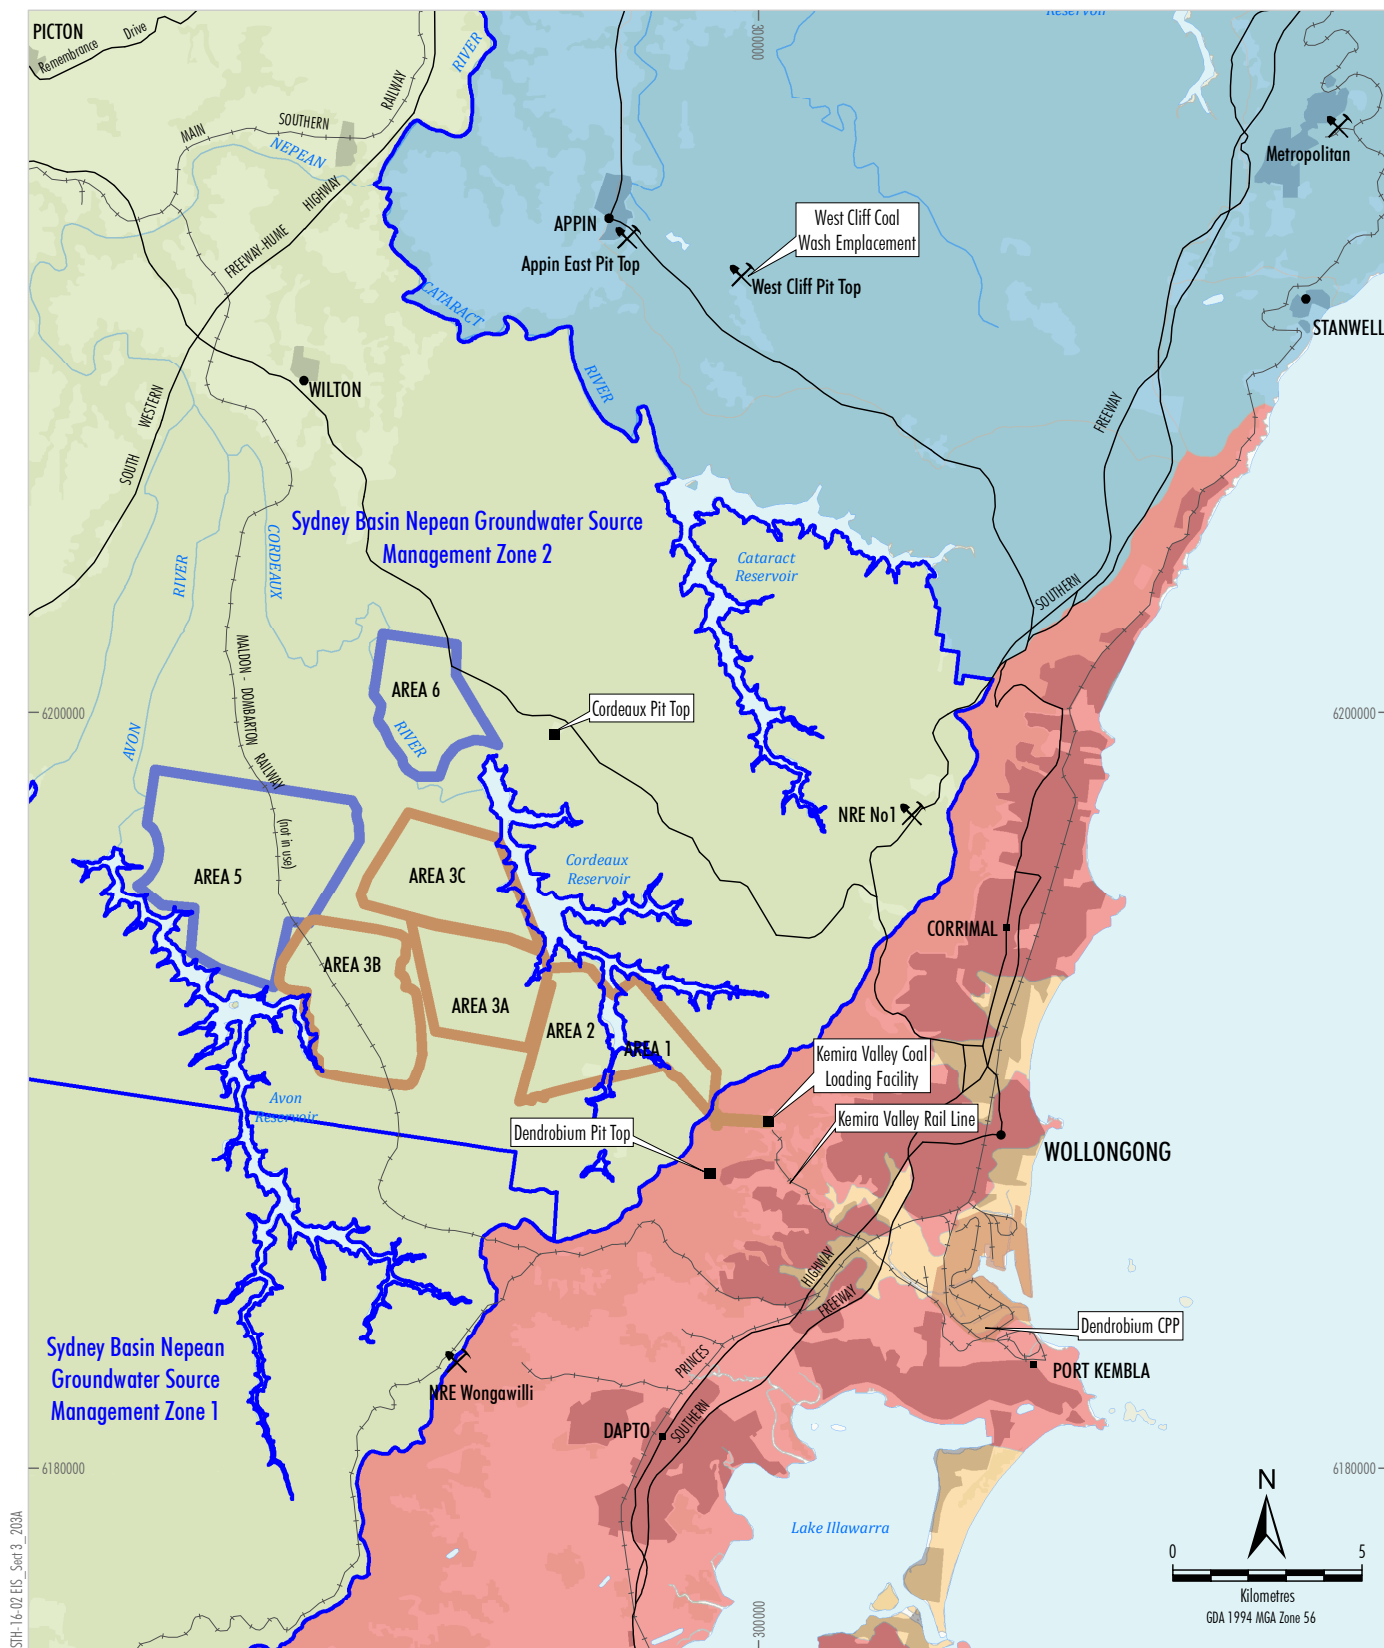 PICTON
Remembrance Drive
RIVER
300000
Reservoir
RAILWAY
MAIN SOUTHERN
NEPEAN
Metropolitan
HIGHWAY
FREEWAY-HUME
APPIN
Appin East Pit Top
West Cliff Coal
Wash Emplacement
West Cliff Pit Top
CATARACT
STANWELL
RIVER
WILTON
WESTERN
SOUTH
FREEWAY
Sydney Basin Nepean Groundwater Source
Management Zone 2
CORDEAUX
RIVER
Cataract
Reservoir
SOUTHERN
MALDON - DOMBARTON RAILWAY
(not in use)
AREA 6
RIVER
Cordeaux Pit Top
6200000
6200000
AVON
NRE No1
AREA 5
AREA 3C
Cordeaux
Reservoir
CORRIMAL
AREA 3B
AREA 3A
AREA 2
AREA 1
Kemira Valley Coal
Loading Facility
Avon
Reservoir
Kemira Valley Rail Line
Dendrobium Pit Top
WOLLONGONG
HIGHWAY
FREEWAY
Dendrobium CPP
PRINCES
PORT KEMBLA
Sydney Basin Nepean
Groundwater Source
Management Zone 1
NRE Wongawilli
DAPTO
SOUTHERN
6180000
6180000
N
Lake Illawarra
0 5
Kilometres
GDA 1994 MGA Zone 56
300000
STH-16-02 EIS_Sect 3_203A